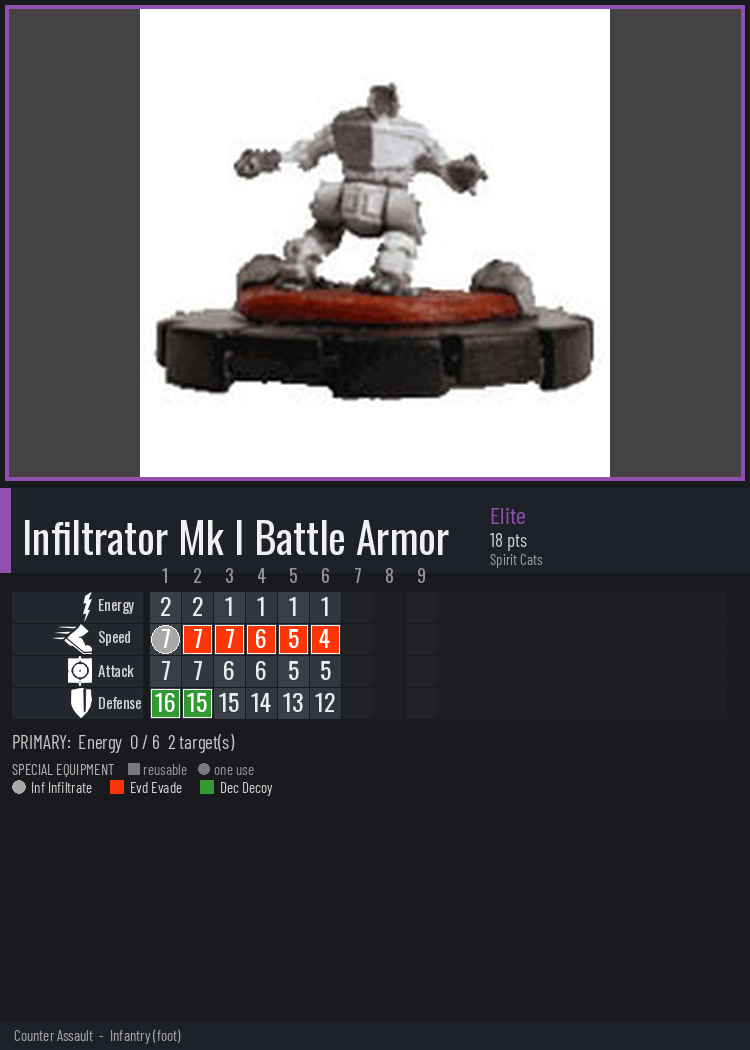 Infiltrator Mk I Battle Armor
Elite
18 pts
Spirit Cats
1 2 3 4 5 6 7 8 9
Energy 2 2 1 1 1 1
Speed 7 7 7 6 5 4
Attack 7 7 6 6 5 5
Defense 16 15 15 14 13 12
PRIMARY: Energy 0 / 6 2 target(s)
SPECIAL EQUIPMENT reusable one use
Inf Infiltrate Evd Evade Dec Decoy
Counter Assault - Infantry (foot)